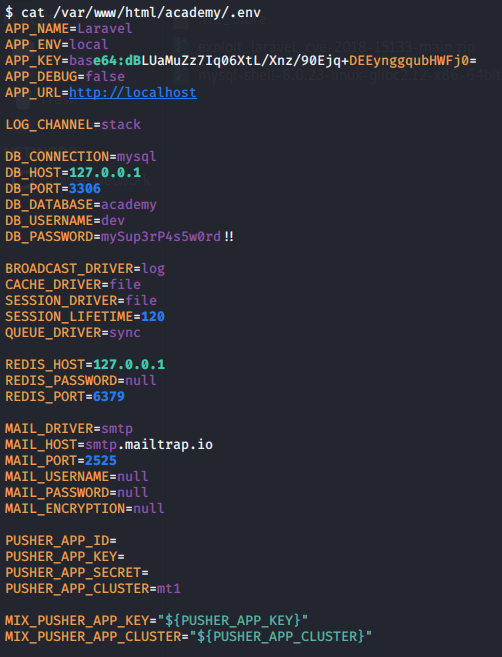 $ cat /var/www/html/academy/.env
APP_NAME=Laravel
APP_ENV=local
APP_KEY=base64:dBLUaMuZz7Iq06XtL/Xnz/90Ejq+DEEynggqubHWFj0=
APP_DEBUG=false
APP_URL=http://localhost
LOG_CHANNEL=stack
DB_CONNECTION=mysql
DB_HOST=127.0.0.1
DB_PORT=3306
DB_DATABASE=academy
DB_USERNAME=dev
DB_PASSWORD=mySup3rP4s5w0rd!!
BROADCAST_DRIVER=log
CACHE_DRIVER=file
SESSION_DRIVER=file
SESSION_LIFETIME=120
QUEUE_DRIVER=sync
REDIS_HOST=127.0.0.1
REDIS_PASSWORD=null
REDIS_PORT=6379
MAIL_DRIVER=smtp
MAIL_HOST=smtp.mailtrap.io
MAIL_PORT=2525
MAIL_USERNAME=null
MAIL_PASSWORD=null
MAIL_ENCRYPTION=null
PUSHER_APP_ID=
PUSHER_APP_KEY=
PUSHER_APP_SECRET=
PUSHER_APP_CLUSTER=mt1
MIX_PUSHER_APP_KEY="${PUSHER_APP_KEY}"
MIX_PUSHER_APP_CLUSTER="${PUSHER_APP_CLUSTER}"